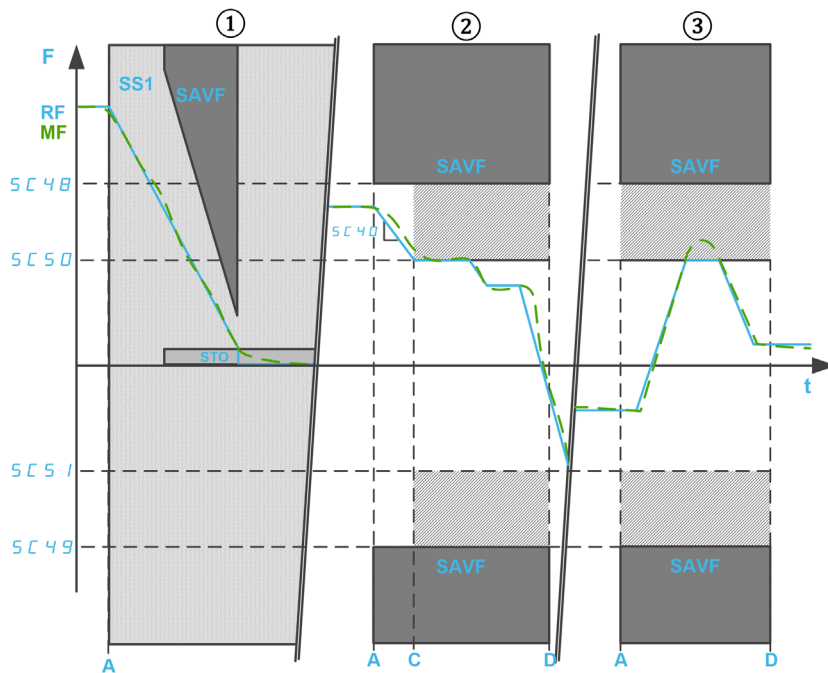 ① ② ③
F
SS1
SAVF
RF
MF
SAVF SAVF
SC48
SC40
SC50
STO
t
SC51
SC49
SAVF SAVF
A A C D A D